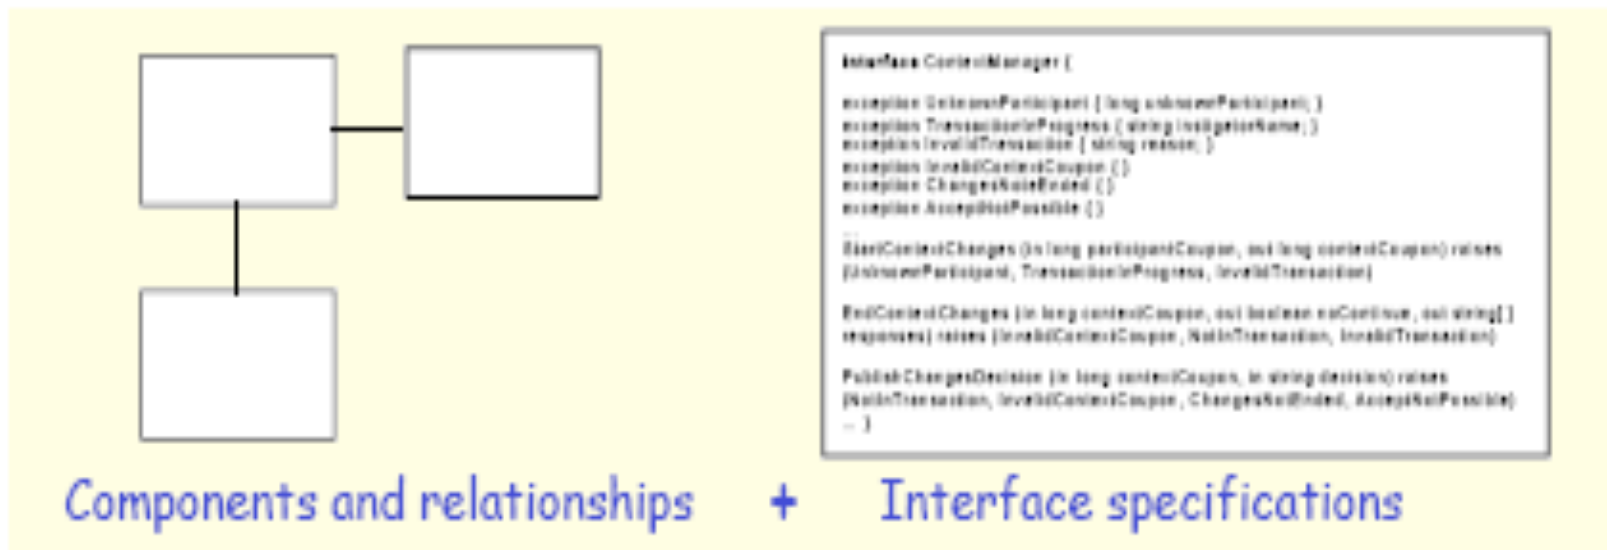 interface ContextManager {
exception UnknownParticipant { long unknownParticipant; }
exception TransactionInProgress { string instigatorName; }
exception InvalidTransaction { string reason; }
exception InvalidContextCoupon { }
exception ChangesNotEnded { }
exception AcceptNotPossible { }
...
StartContextChanges (in long participantCoupon, out long contextCoupon) raises
(UnknownParticipant, TransactionInProgress, InvalidTransaction)
EndContextChanges (in long contextCoupon, out boolean noContinue, out string[ ]
responses) raises (InvalidContextCoupon, NotInTransaction, InvalidTransaction)
PublishChangesDecision (in long contextCoupon, in string decision) raises
(NotInTransaction, InvalidContextCoupon, ChangesNotEnded, AcceptNotPossible)
... }
Components and relationships + Interface specifications